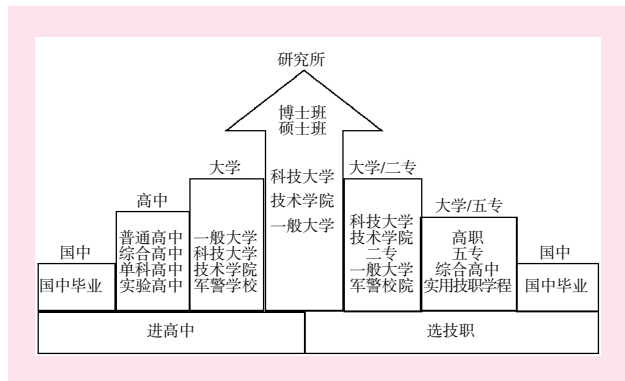 研究所
博士班
硕士班
科技大学
技术学院
一般大学
大学
一般大学
科技大学
技术学院
军警学校
高中
普通高中
综合高中
单科高中
实验高中
国中
国中毕业
大学/二专
科技大学
技术学院
二专
一般大学
军警校院
大学/五专
高职
五专
综合高中
实用技职学程
国中
国中毕业
进高中
选技职